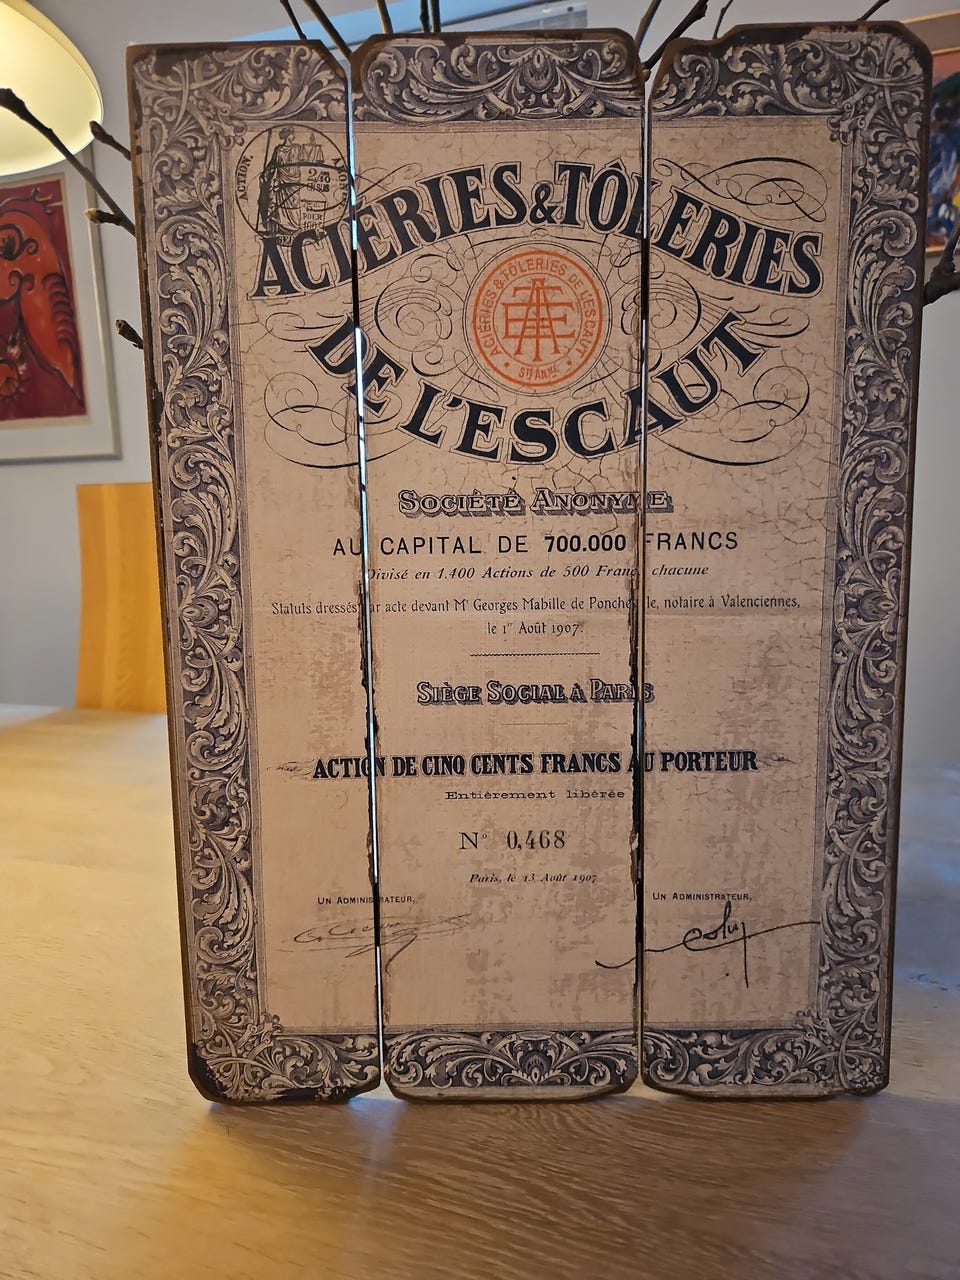 ACTION
ACIÉRIES & TÔLERIES
ACIÉRIES & TÔLERIES DE L'ESCAUT
DE L'ESCAUT
SOCIÉTÉ ANONYME
AU CAPITAL DE 700.000 FRANCS
Divisé en 1.400 Actions de 500 Francs chacune
Statuts dressés par acte devant Mr Georges Mabille de Poncheville, notaire à Valenciennes,
le 1er Août 1907.
SIÈGE SOCIAL À PARIS
ACTION DE CINQ CENTS FRANCS AU PORTEUR
Entièrement libérée
N° 0,468
Paris, le 13 Août 1907
UN ADMINISTRATEUR, UN ADMINISTRATEUR,